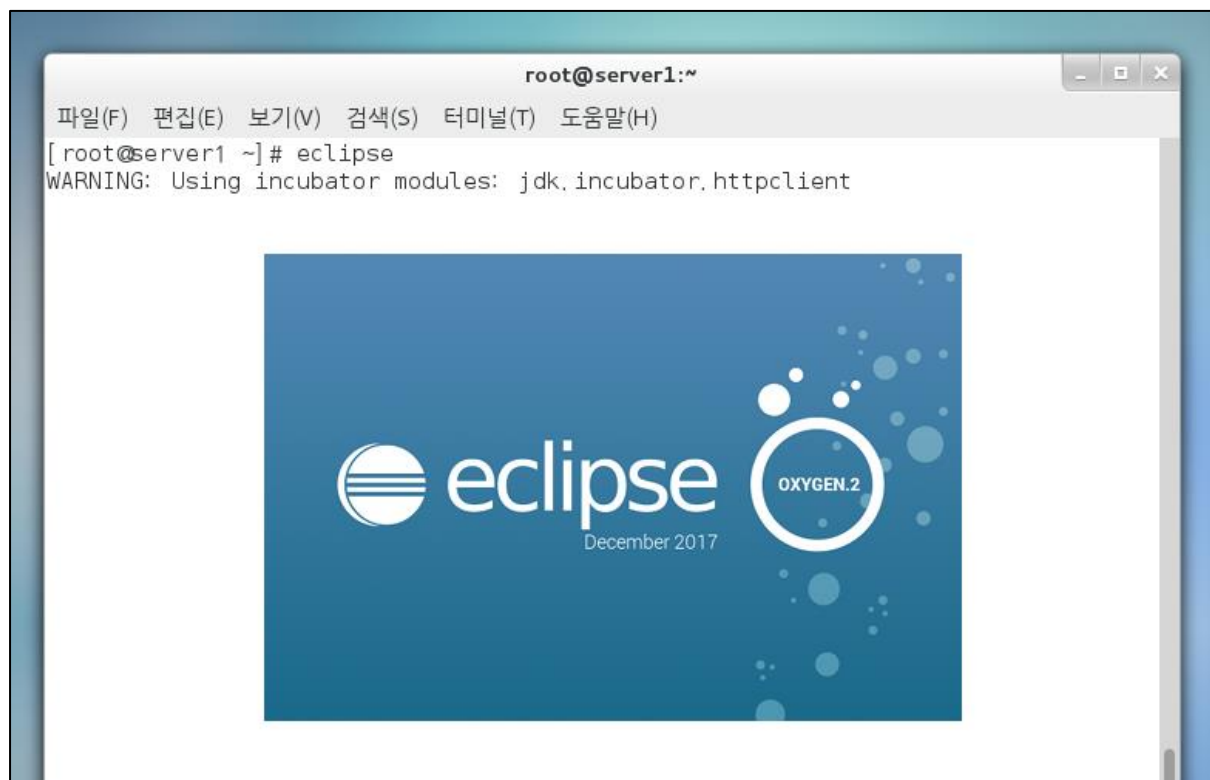 root@server1:~
파일(F) 편집(E) 보기(V) 검색(S) 터미널(T) 도움말(H)
[root@server1 ~]# eclipse
WARNING: Using incubator modules: jdk.incubator.httpclient
eclipse
OXYGEN.2
December 2017